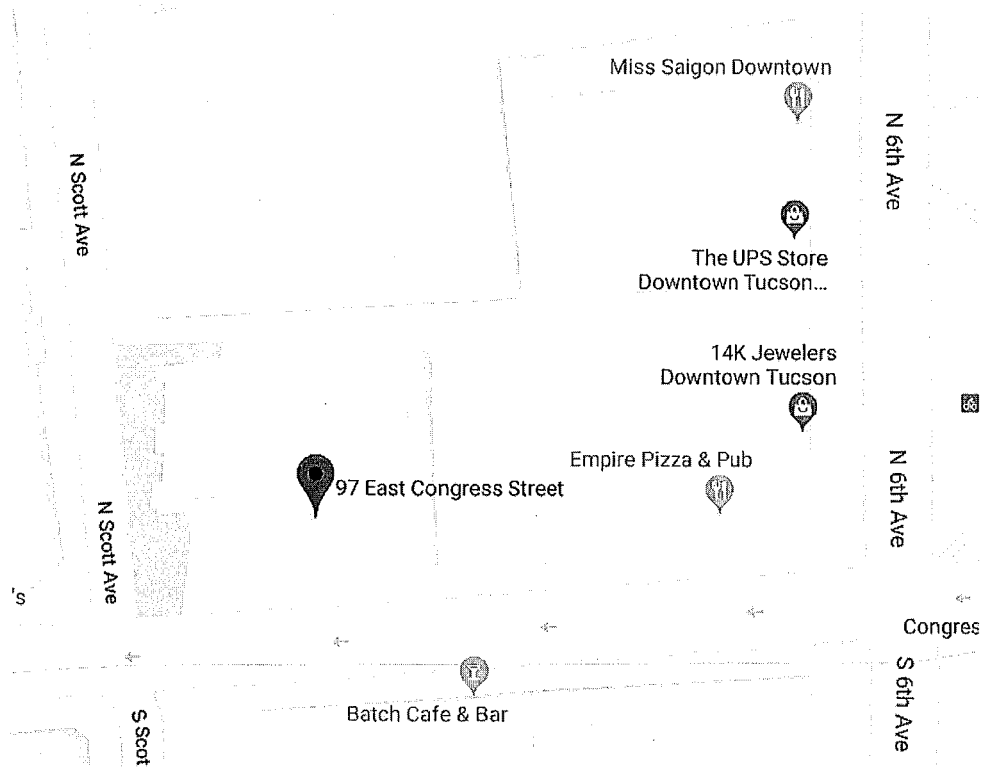 Miss Saigon Downtown
N 6th Ave
N Scott Ave
The UPS Store
Downtown Tucson...
14K Jewelers
Downtown Tucson
Empire Pizza & Pub
97 East Congress Street
N 6th Ave
N Scott Ave
's
Congres
S 6th Ave
Batch Cafe & Bar
S Scot